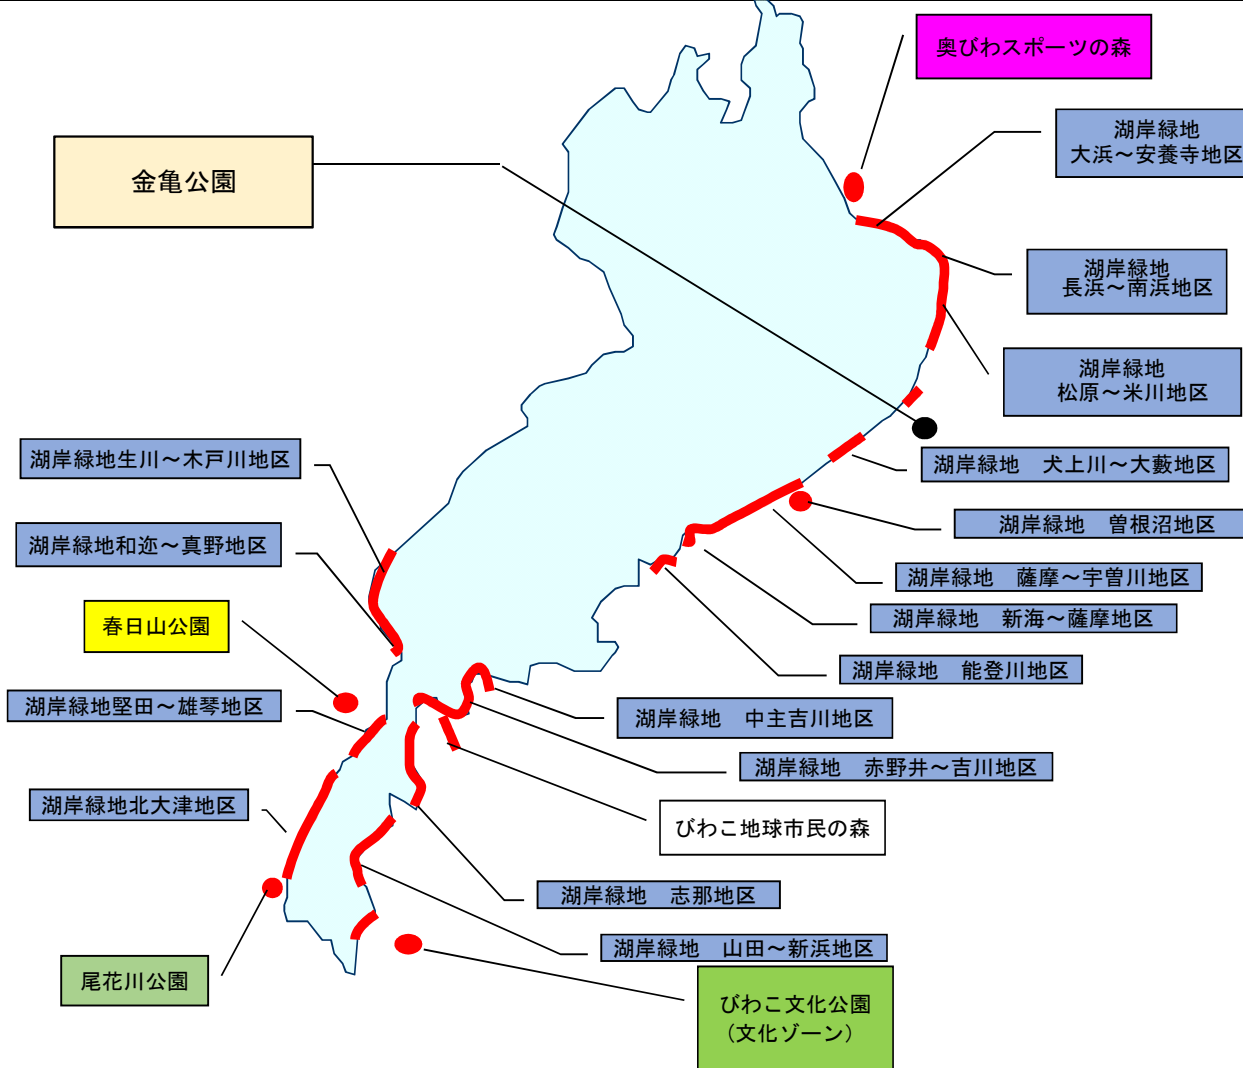 奥びわスポーツの森
湖岸緑地
大浜～安養寺地区
金亀公園
湖岸緑地
長浜～南浜地区
湖岸緑地
松原～米川地区
湖岸緑地生川～木戸川地区
湖岸緑地　犬上川～大藪地区
湖岸緑地　曽根沼地区
湖岸緑地和迩～真野地区
湖岸緑地　薩摩～宇曽川地区
春日山公園
湖岸緑地　新海～薩摩地区
湖岸緑地　能登川地区
湖岸緑地堅田～雄琴地区
湖岸緑地　中主吉川地区
湖岸緑地　赤野井～吉川地区
湖岸緑地北大津地区
びわこ地球市民の森
湖岸緑地　志那地区
湖岸緑地　山田～新浜地区
尾花川公園
びわこ文化公園
（文化ゾーン）